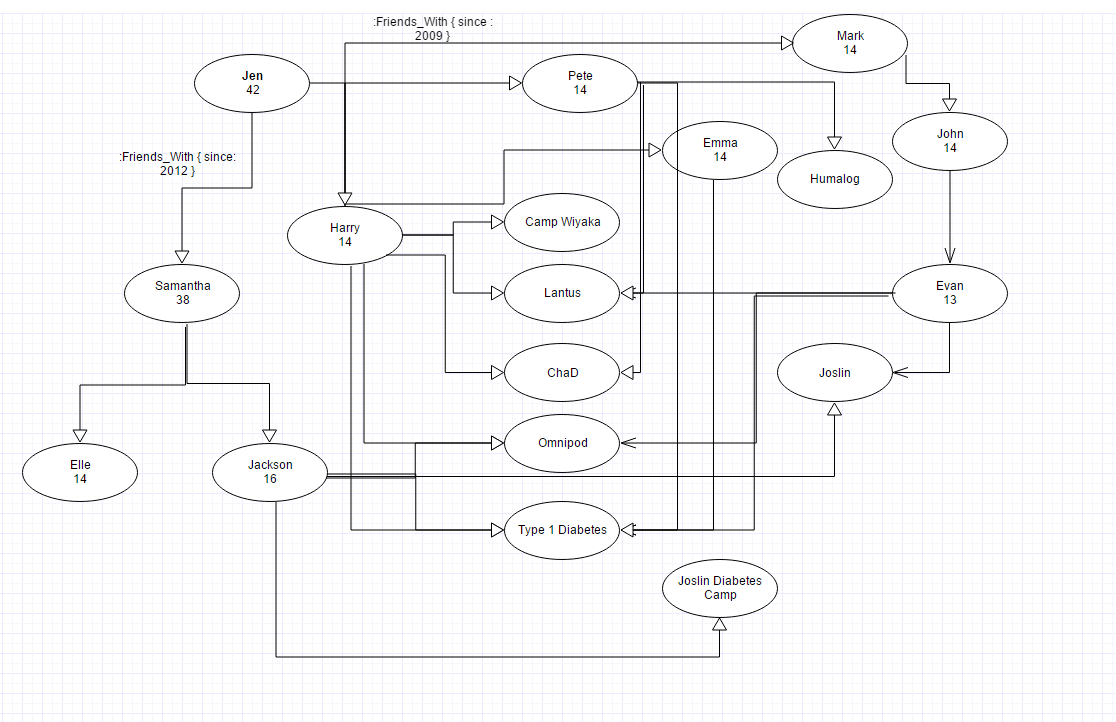 :Friends_With { since :
2009 }
Mark
14
Jen
42
Pete
14
John
14
Emma
14
:Friends_With { since:
2012 }
Humalog
Camp Wiyaka
Harry
14
Samantha
38
Lantus
Evan
13
ChaD
Joslin
Omnipod
Elle
14
Jackson
16
Type 1 Diabetes
Joslin Diabetes
Camp